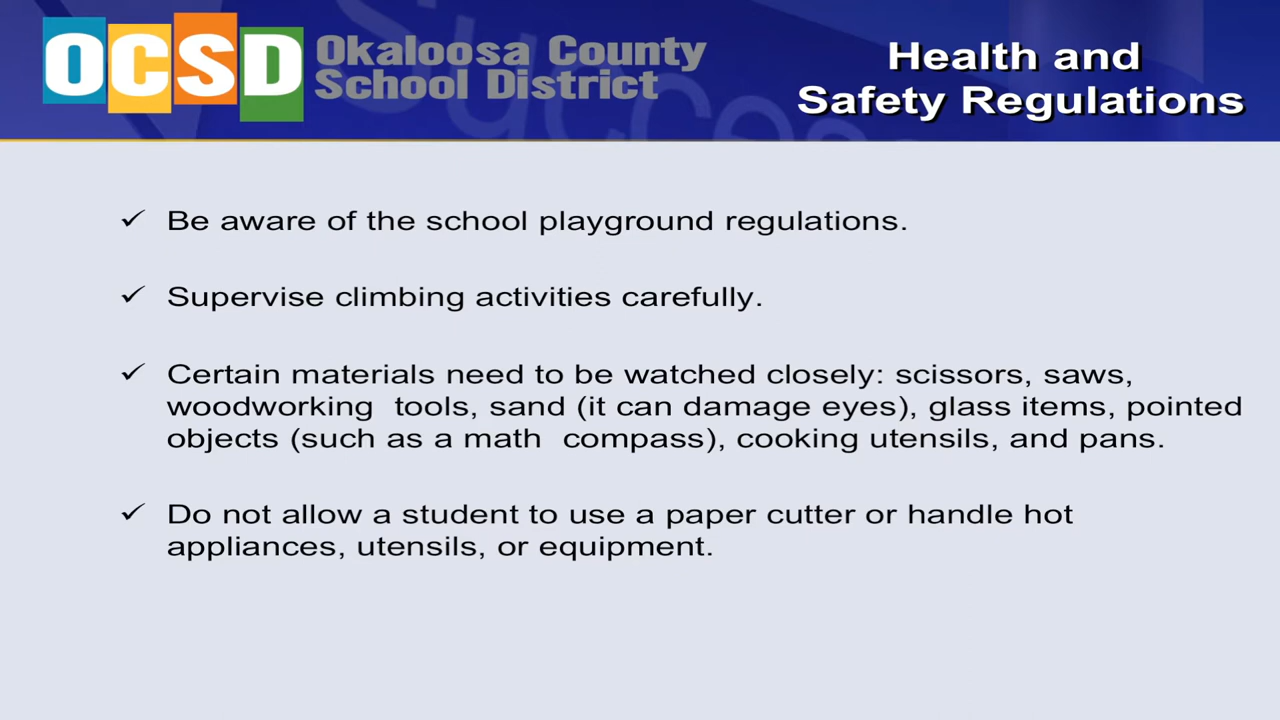 OCSD
Okaloosa County
School District
Health and
Safety Regulations
Success
✓ Be aware of the school playground regulations.
✓ Supervise climbing activities carefully.
✓ Certain materials need to be watched closely: scissors, saws,
woodworking tools, sand (it can damage eyes), glass items, pointed
objects (such as a math compass), cooking utensils, and pans.
✓ Do not allow a student to use a paper cutter or handle hot
appliances, utensils, or equipment.